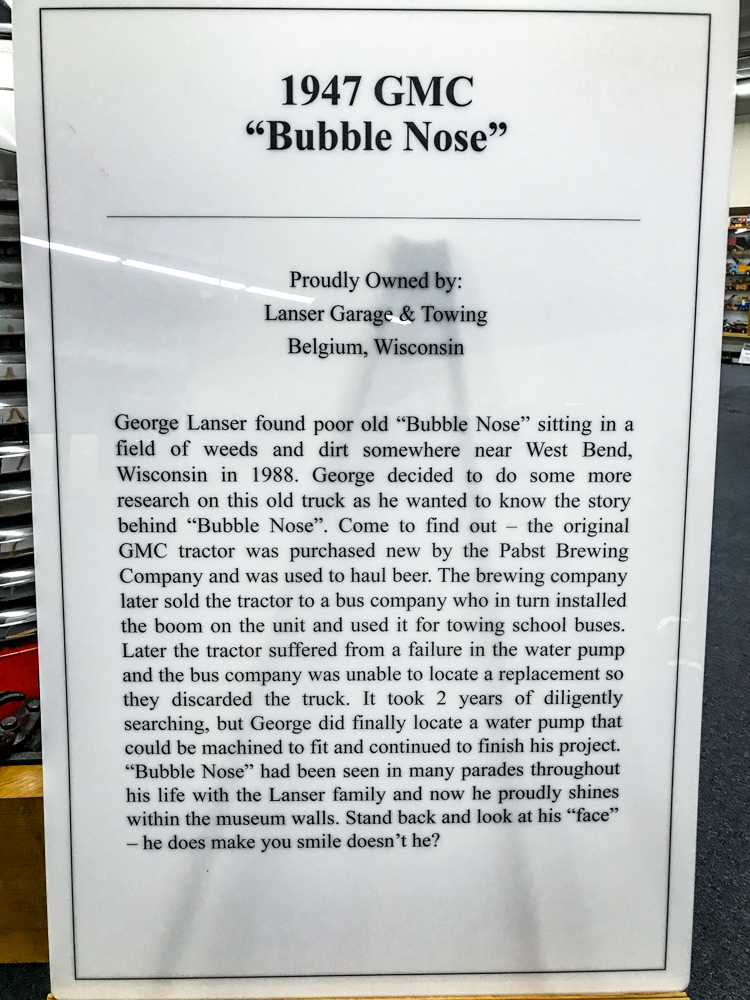 1947 GMC
“Bubble Nose”
Proudly Owned by:
Lanser Garage & Towing
Belgium, Wisconsin
George Lanser found poor old “Bubble Nose” sitting in a
field of weeds and dirt somewhere near West Bend,
Wisconsin in 1988. George decided to do some more
research on this old truck as he wanted to know the story
behind “Bubble Nose”. Come to find out – the original
GMC tractor was purchased new by the Pabst Brewing
Company and was used to haul beer. The brewing company
later sold the tractor to a bus company who in turn installed
the boom on the unit and used it for towing school buses.
Later the tractor suffered from a failure in the water pump
and the bus company was unable to locate a replacement so
they discarded the truck. It took 2 years of diligently
searching, but George did finally locate a water pump that
could be machined to fit and continued to finish his project.
“Bubble Nose” had been seen in many parades throughout
his life with the Lanser family and now he proudly shines
within the museum walls. Stand back and look at his “face”
– he does make you smile doesn’t he?